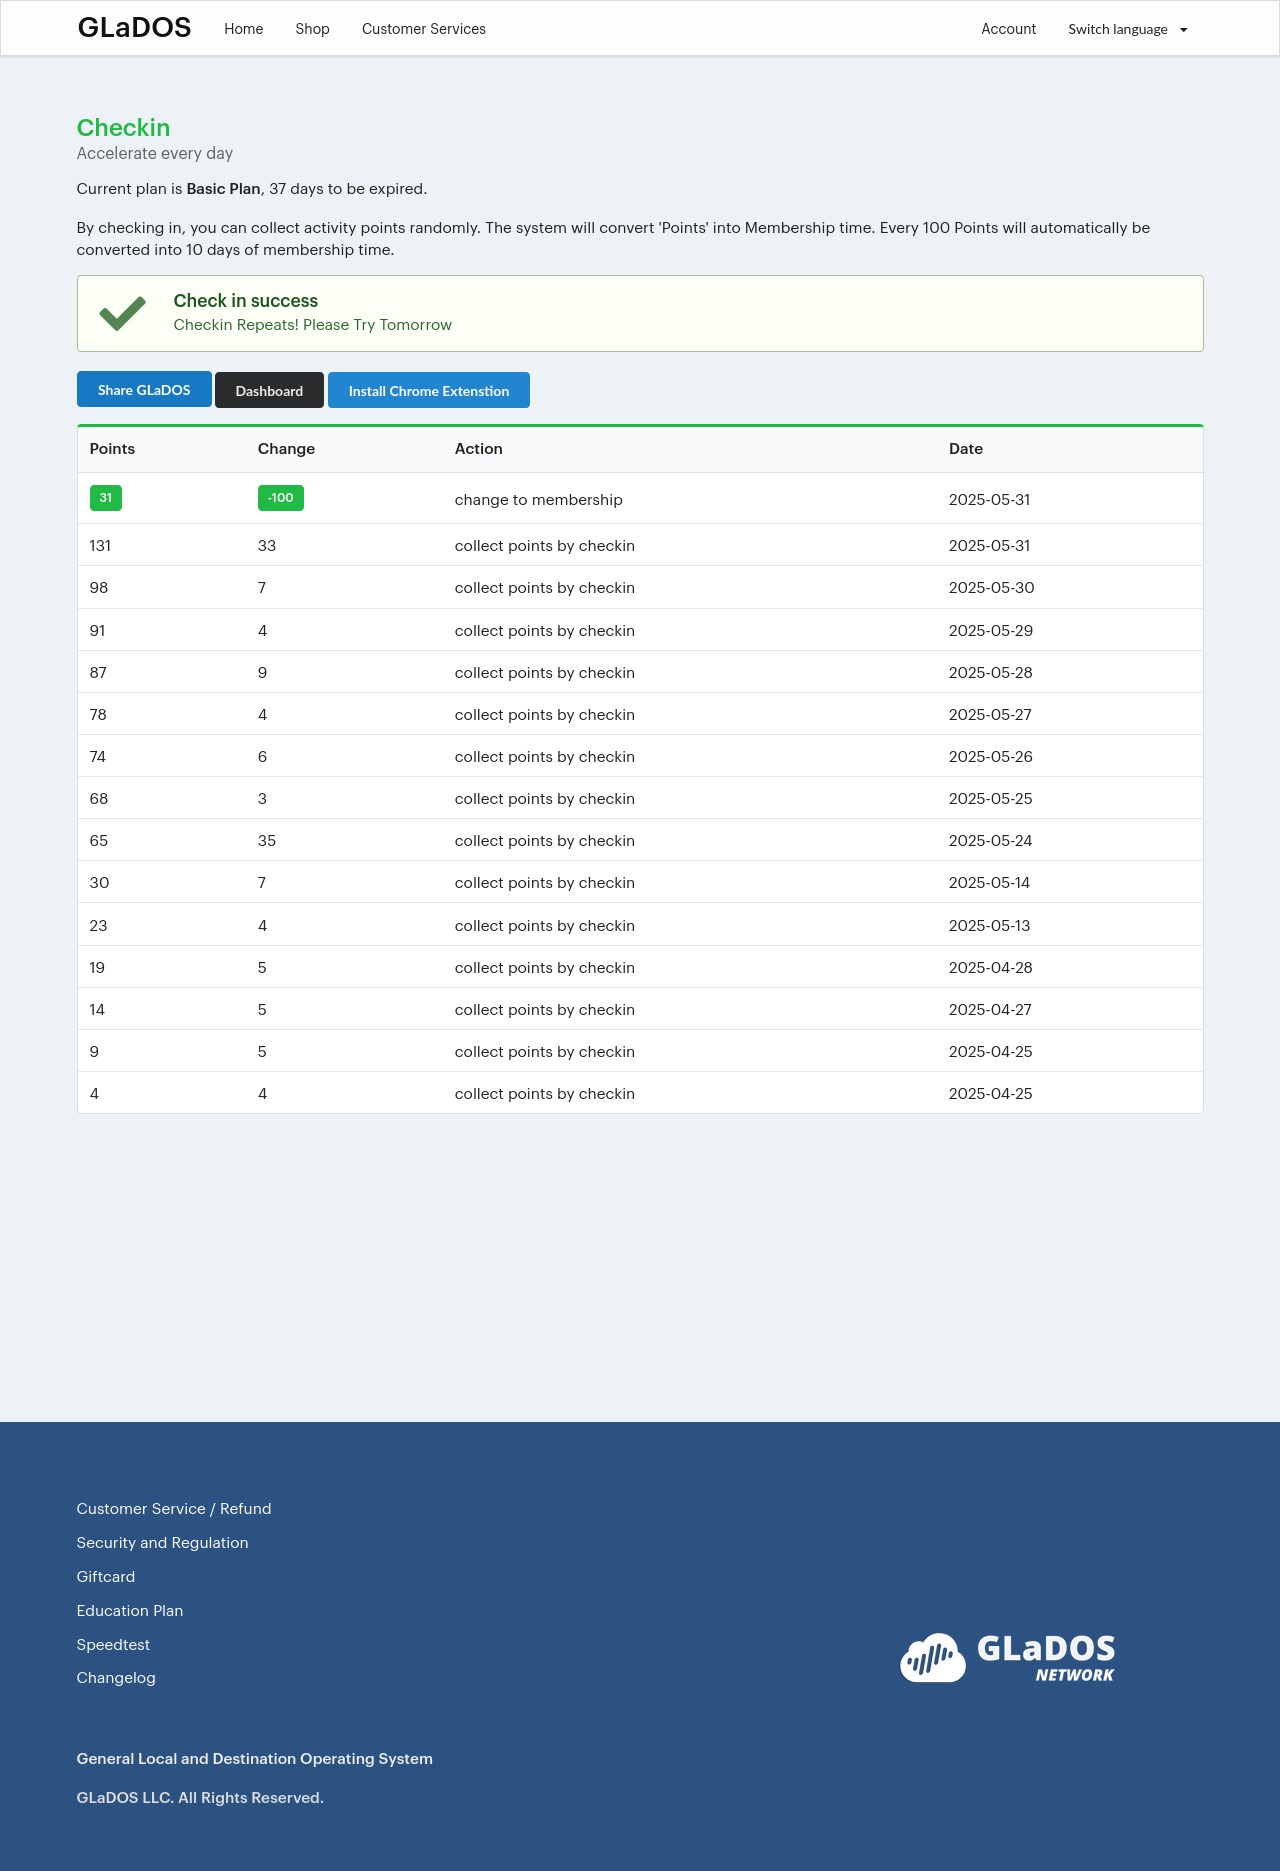 GLaDOS Home Shop Customer Services Account Switch language
Checkin
Accelerate every day
Current plan is Basic Plan, 37 days to be expired.
By checking in, you can collect activity points randomly. The system will convert 'Points' into Membership time. Every 100 Points will automatically be
converted into 10 days of membership time.
Check in success
Checkin Repeats! Please Try Tomorrow
Share GLaDOS Dashboard Install Chrome Extenstion
Points Change Action Date
31 -100 change to membership 2025-05-31
131 33 collect points by checkin 2025-05-31
98 7 collect points by checkin 2025-05-30
91 4 collect points by checkin 2025-05-29
87 9 collect points by checkin 2025-05-28
78 4 collect points by checkin 2025-05-27
74 6 collect points by checkin 2025-05-26
68 3 collect points by checkin 2025-05-25
65 35 collect points by checkin 2025-05-24
30 7 collect points by checkin 2025-05-14
23 4 collect points by checkin 2025-05-13
19 5 collect points by checkin 2025-04-28
14 5 collect points by checkin 2025-04-27
9 5 collect points by checkin 2025-04-25
4 4 collect points by checkin 2025-04-25
Customer Service / Refund
Security and Regulation
Giftcard
Education Plan
Speedtest
Changelog
GLaDOS
NETWORK
General Local and Destination Operating System
GLaDOS LLC. All Rights Reserved.